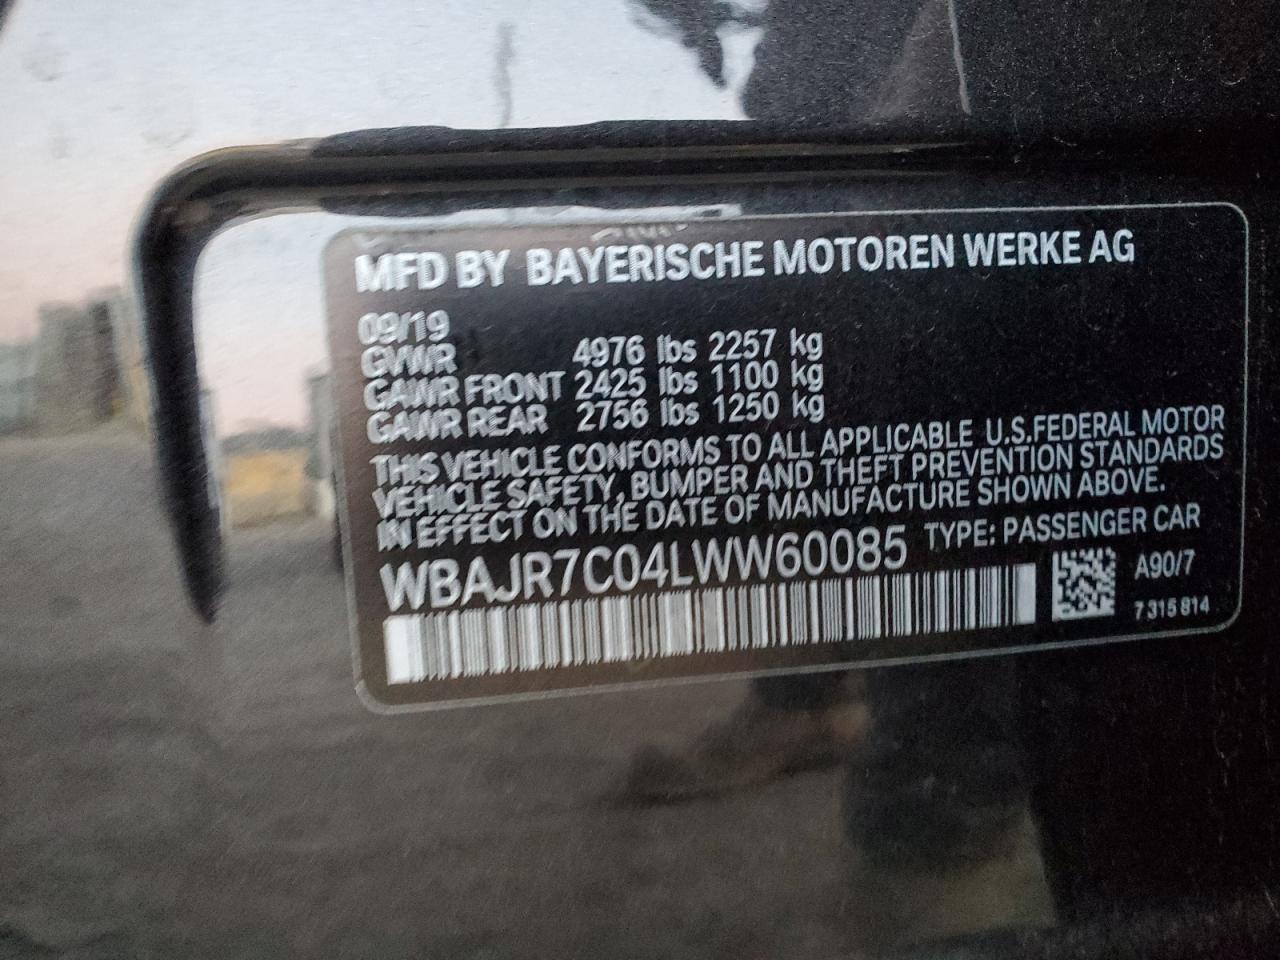 MFD BY BAYERISCHE MOTOREN WERKE AG
09/19
GVWR 4976 lbs 2257 kg
GAWR FRONT 2425 lbs 1100 kg
GAWR REAR 2756 lbs 1250 kg
THIS VEHICLE CONFORMS TO ALL APPLICABLE U.S.FEDERAL MOTOR
VEHICLE SAFETY, BUMPER AND THEFT PREVENTION STANDARDS
IN EFFECT ON THE DATE OF MANUFACTURE SHOWN ABOVE.
WBAJR7C04LWW60085 TYPE: PASSENGER CAR
A90/7
7 315 814